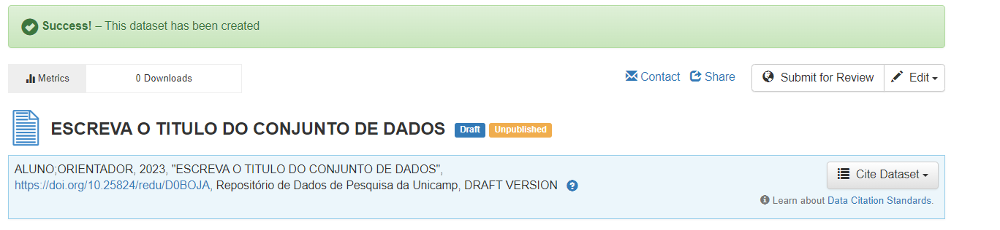 Success! – This dataset has been created
Metrics
0 Downloads
Contact
Share
Submit for Review
Edit
ESCREVA O TITULO DO CONJUNTO DE DADOS
Draft
Unpublished
ALUNO;ORIENTADOR, 2023, "ESCREVA O TITULO DO CONJUNTO DE DADOS",
https://doi.org/10.25824/redu/D0BOJA, Repositório de Dados de Pesquisa da Unicamp, DRAFT VERSION
Cite Dataset
Learn about Data Citation Standards.